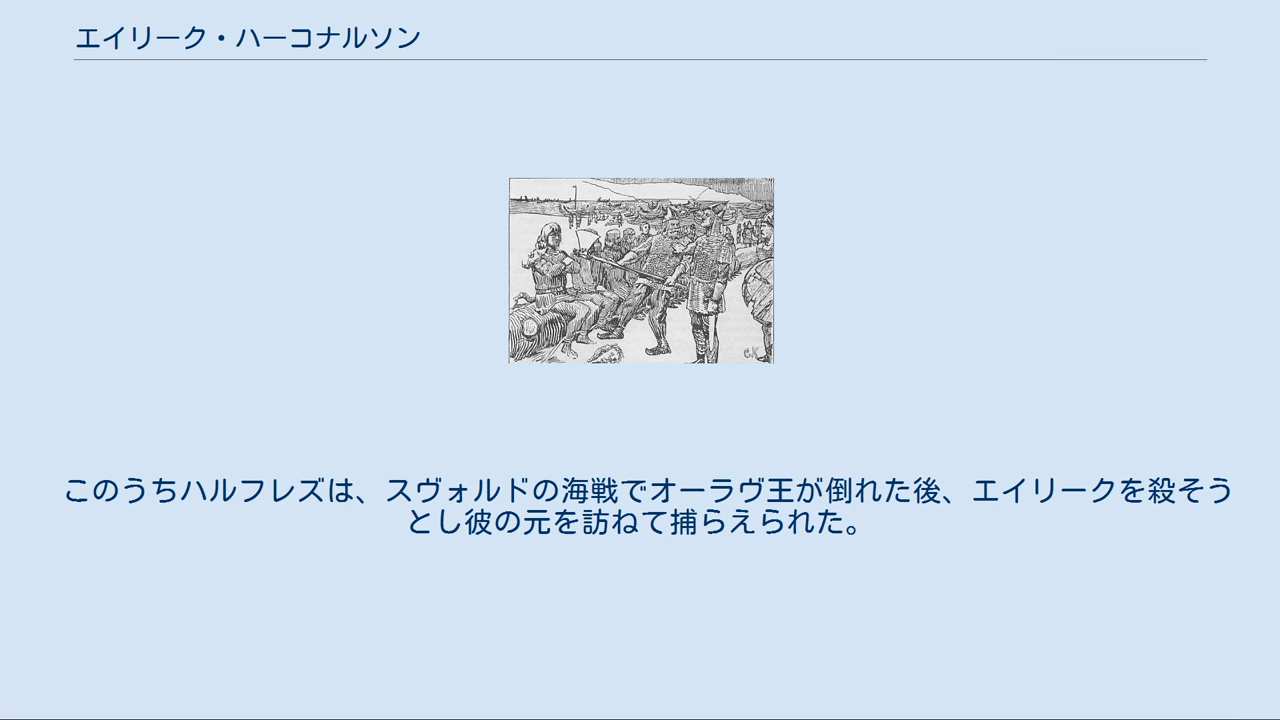 エイリーク・ハーコナルソン
このうちハルフレズは、スヴォルドの海戦でオーラヴ王が倒れた後、エイリークを殺そう
とし彼の元を訪ねて捕らえられた。